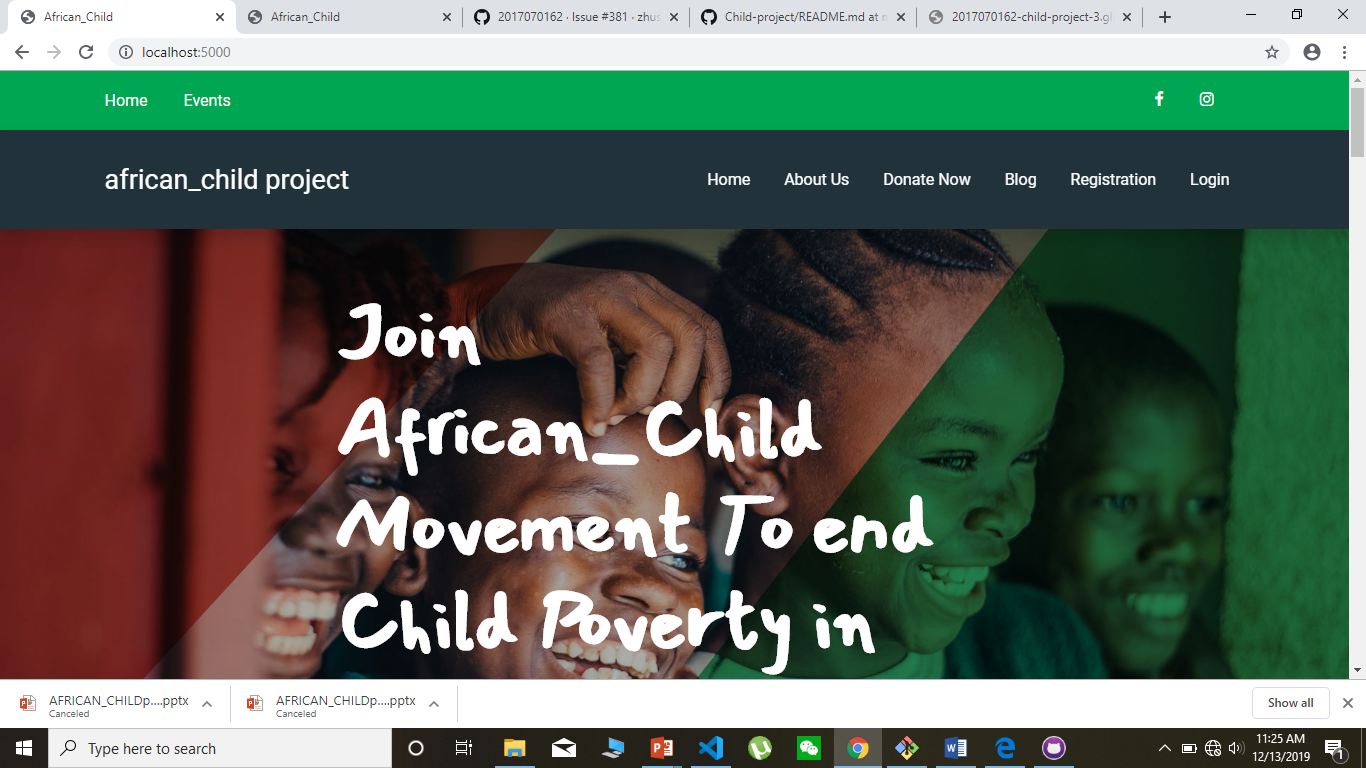 African_Child
African_Child
2017070162 · Issue #381 · zhus
Child-project/README.md at m
2017070162-child-project-3.gi
localhost:5000
Home Events
african_child project
Home About Us Donate Now Blog Registration Login
Join
African_Child
Movement To end
Child Poverty in
AFRICAN_CHILDp....pptx
Canceled
AFRICAN_CHILDp....pptx
Canceled
Show all
Type here to search
11:25 AM
12/13/2019
1